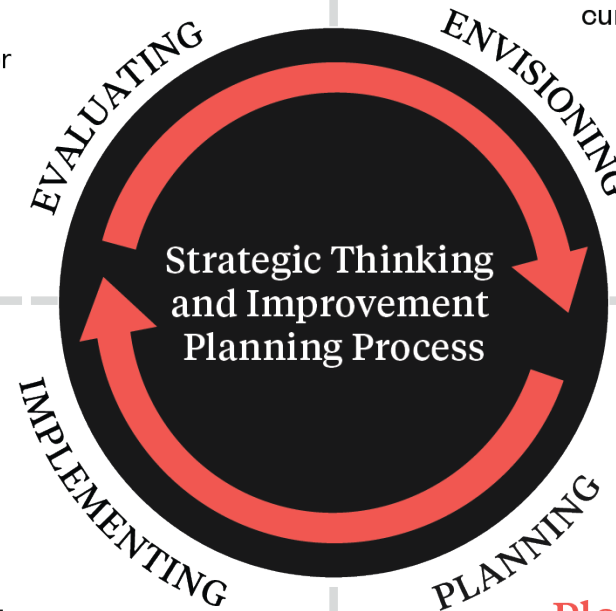 EVALUATING
ENVISIONING
Strategic Thinking
and Improvement
Planning Process
IMPLEMENTING
PLANNING